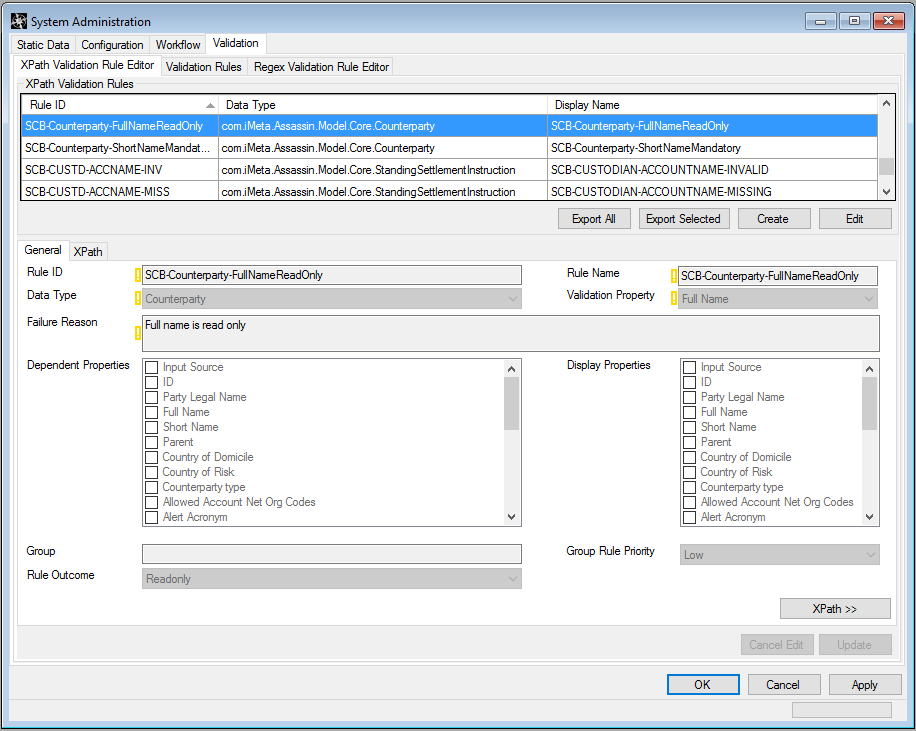 System Administration
Static Data Configuration Workflow Validation
XPath Validation Rule Editor Validation Rules Regex Validation Rule Editor
XPath Validation Rules
Rule ID Data Type Display Name
SCB-Counterparty-FullNameReadOnly com.iMeta.Assassin.Model.Core.Counterparty SCB-Counterparty-FullNameReadOnly
SCB-Counterparty-ShortNameMandat... com.iMeta.Assassin.Model.Core.Counterparty SCB-Counterparty-ShortNameMandatory
SCB-CUSTD-ACCNAME-INV com.iMeta.Assassin.Model.Core.StandingSettlementInstruction SCB-CUSTODIAN-ACCOUNTNAME-INVALID
SCB-CUSTD-ACCNAME-MISS com.iMeta.Assassin.Model.Core.StandingSettlementInstruction SCB-CUSTODIAN-ACCOUNTNAME-MISSING
Export All Export Selected Create Edit
General XPath
Rule ID SCB-Counterparty-FullNameReadOnly Rule Name SCB-Counterparty-FullNameReadOnly
Data Type Counterparty Validation Property Full Name
Failure Reason Full name is read only
Dependent Properties Input Source Display Properties Input Source
ID ID
Party Legal Name Party Legal Name
Full Name Full Name
Short Name Short Name
Parent Parent
Country of Domicile Country of Domicile
Country of Risk Country of Risk
Counterparty type Counterparty type
Allowed Account Net Org Codes Allowed Account Net Org Codes
Alert Acronym Alert Acronym
Group Group Rule Priority Low
Rule Outcome Readonly
XPath >>
Cancel Edit Update
OK Cancel Apply